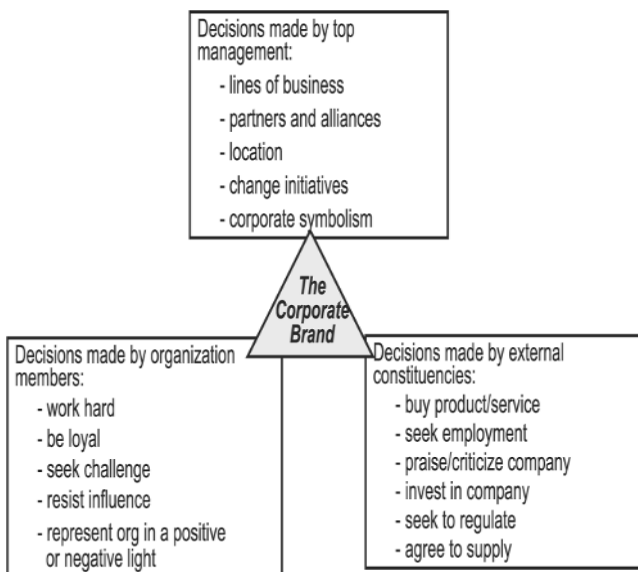 Decisions made by top
management:
- lines of business
- partners and alliances
- location
- change initiatives
- corporate symbolism
The
Corporate
Brand
Decisions made by organization
members:
- work hard
- be loyal
- seek challenge
- resist influence
- represent org in a positive
or negative light
Decisions made by external
constituencies:
- buy product/service
- seek employment
- praise/criticize company
- invest in company
- seek to regulate
- agree to supply